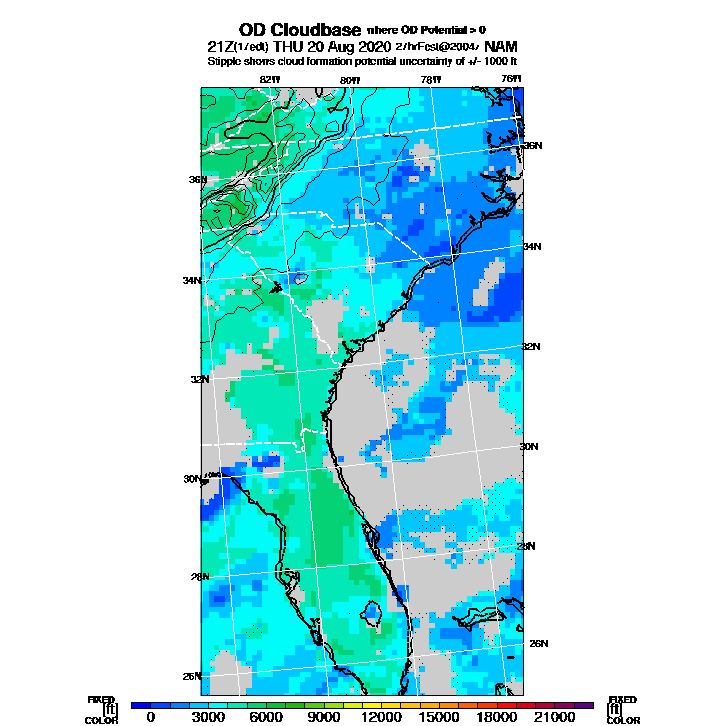 OD Cloudbase where OD Potential > 0
21Z(17edt) THU 20 Aug 2020 27hrFcst@2004z NAM
Stipple shows cloud formation potential uncertainty of +/- 1000 ft
82W 80W 78W 76W
36N
36N
34N
34N
32N
32N
30N
30N
28N
28N
26N
26N
FIXED FIXED
[ft] [ft]
COLOR COLOR
0 3000 6000 9000 12000 15000 18000 21000